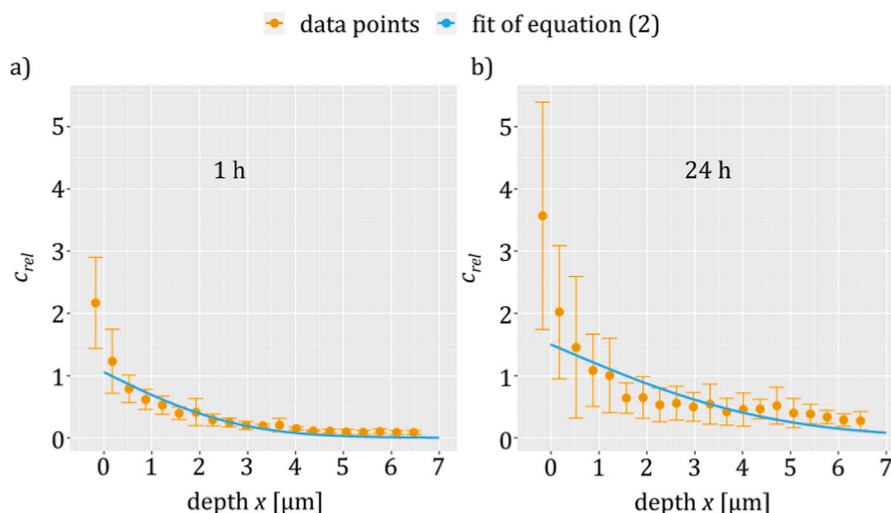 data points fit of equation (2)
a)
b)
5
4
3
2
1
0
1 h
c_rel
0 1 2 3 4 5 6 7
depth x [μm]
5
4
3
2
1
0
24 h
c_rel
0 1 2 3 4 5 6 7
depth x [μm]